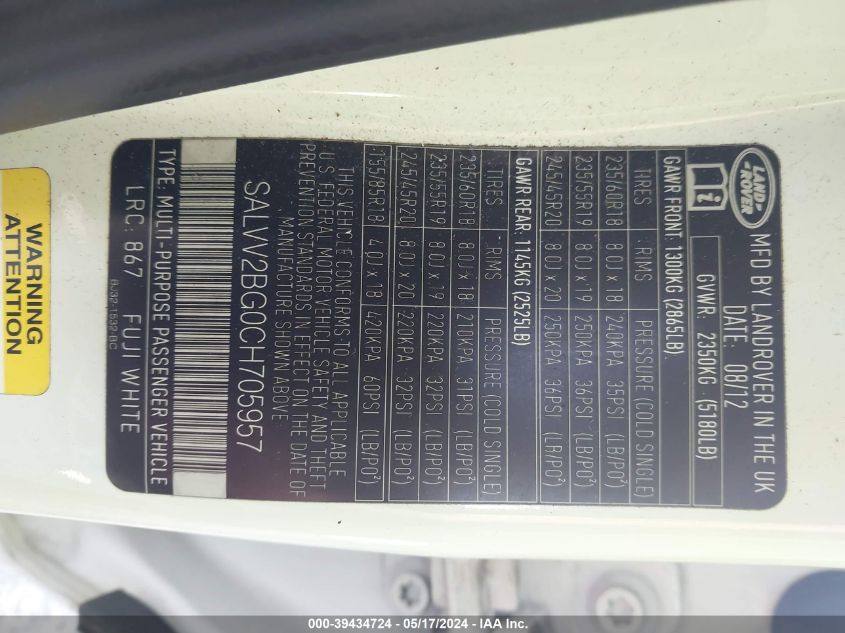 LAND
ROVER
MFD BY LANDROVER IN THE UK
DATE: 08/12
GVWR: 2350KG (5180LB)
GAWR FRONT: 1300KG (2865LB)
TIRES RIMS PRESSURE (COLD SINGLE)
235/60R18 8.0J x 18 240KPA 35PSI (LB/PO²)
235/55R19 8.0J x 19 250KPA 36PSI (LB/PO²)
245/45R20 8.0J x 20 250KPA 36PSI (LB/PO²)
GAWR REAR: 1145KG (2525LB)
TIRES RIMS PRESSURE (COLD SINGLE)
235/60R18 8.0J x 18 210KPA 31PSI (LB/PO²)
235/55R19 8.0J x 19 220KPA 32PSI (LB/PO²)
245/45R20 8.0J x 20 220KPA 32PSI (LB/PO²)
155/85R18 4.0J x 18 420KPA 60PSI (LB/PO²)
THIS VEHICLE CONFORMS TO ALL APPLICABLE
U S FEDERAL MOTOR VEHICLE SAFETY AND THEFT
PREVENTION STANDARDS IN EFFECT ON THE DATE OF
MANUFACTURE SHOWN ABOVE
SALVV2BG0CH705957
TYPE: MULTI-PURPOSE PASSENGER VEHICLE
LRC: 867 FUJI WHITE
BJ32-1532-BC
WARNING
ATTENTION
000-39434724 - 05/17/2024 - IAA Inc.